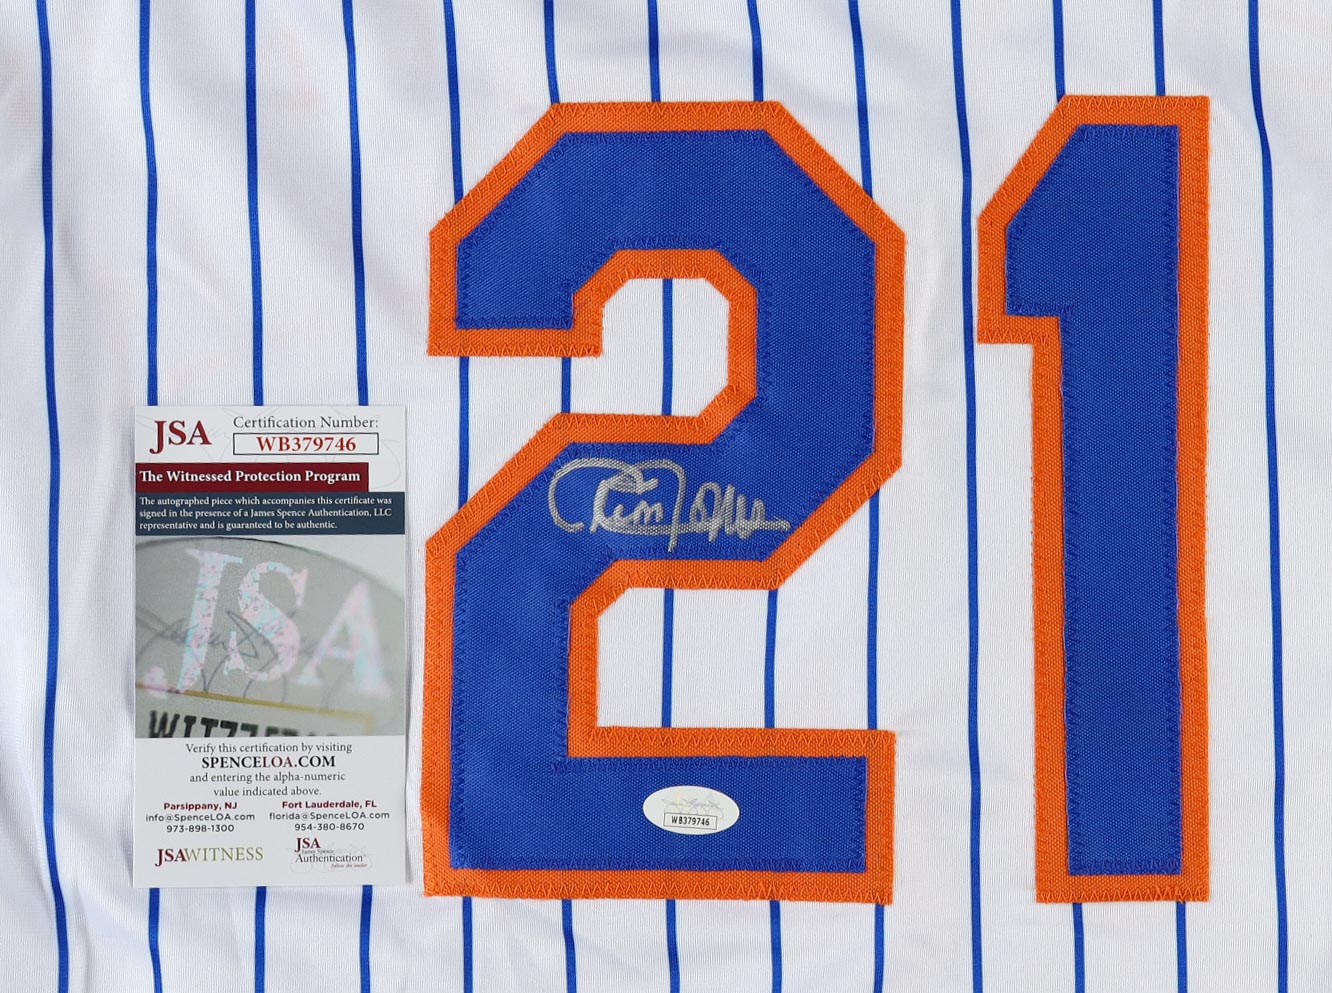 21
JSA
Certification Number:
WB379746
The Witnessed Protection Program
The autographed piece which accompanies this certificate was
signed in the presence of a James Spence Authentication, LLC
representative and is guaranteed to be authentic.
JSA
Verify this certification by visiting
SPENCELOA.COM
and entering the alpha-numeric
value indicated above.
Parsippany, NJ
info@SpenceLOA.com
973-898-1300
Fort Lauderdale, FL
florida@SpenceLOA.com
954-380-8670
JSAWITNESS
JSA
James Spence
Authentication
WB379746